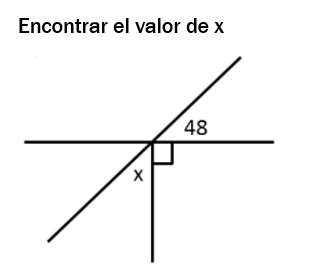 Encontrar el valor de x
48
x